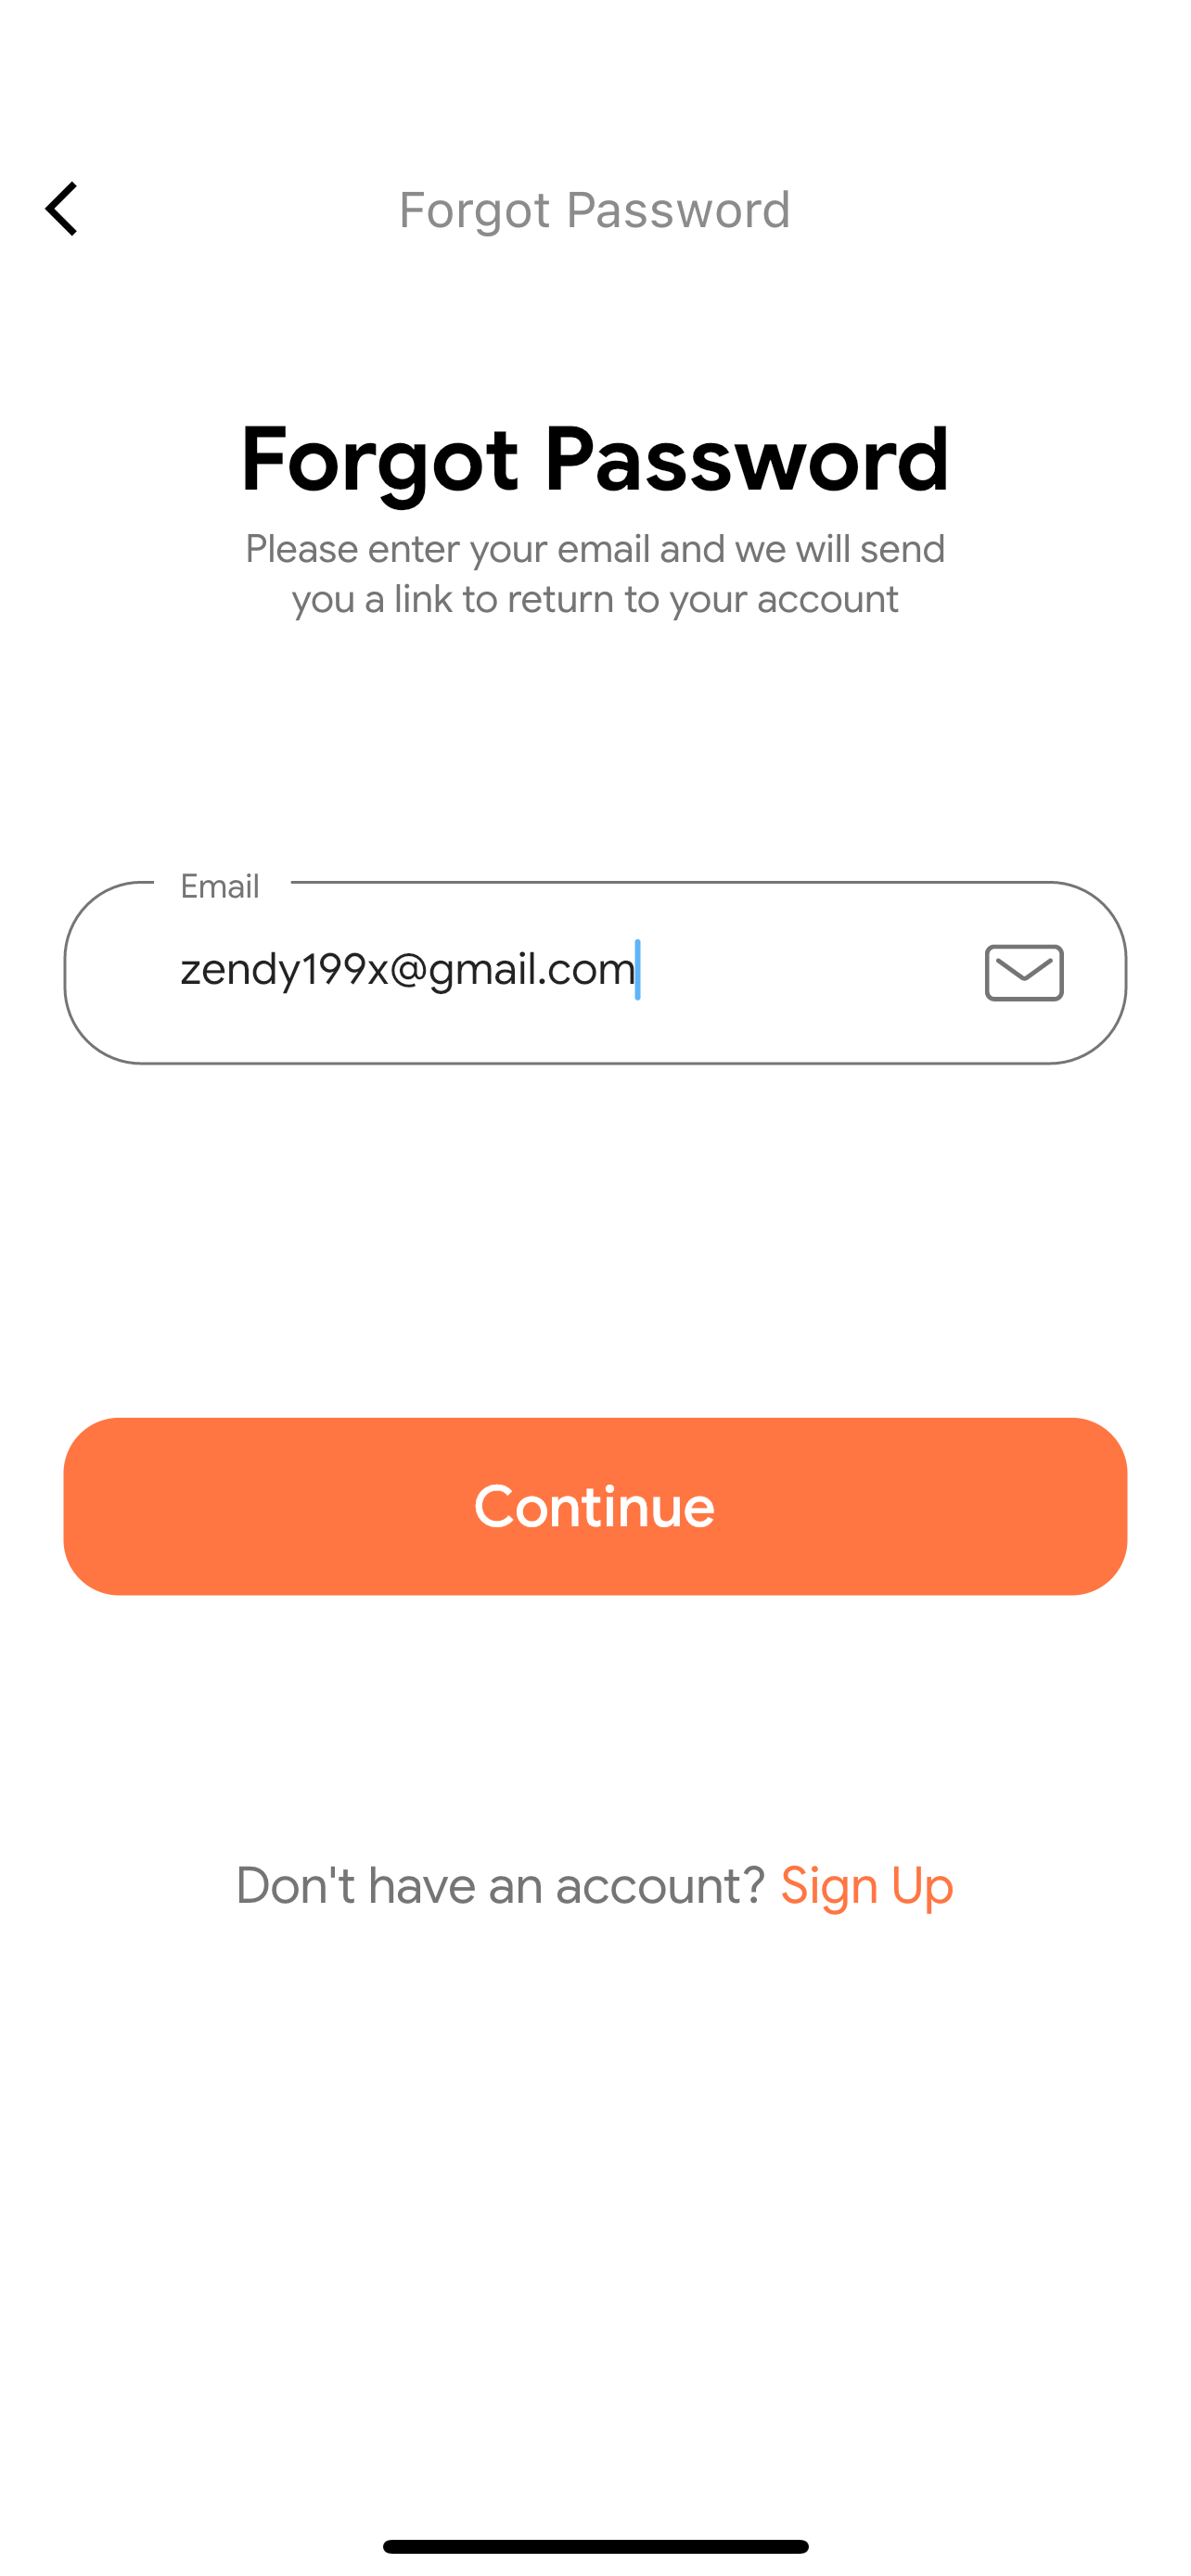 Forgot Password
Forgot Password
Please enter your email and we will send
you a link to return to your account
Email
zendy199x@gmail.com
Continue
Don't have an account? Sign Up